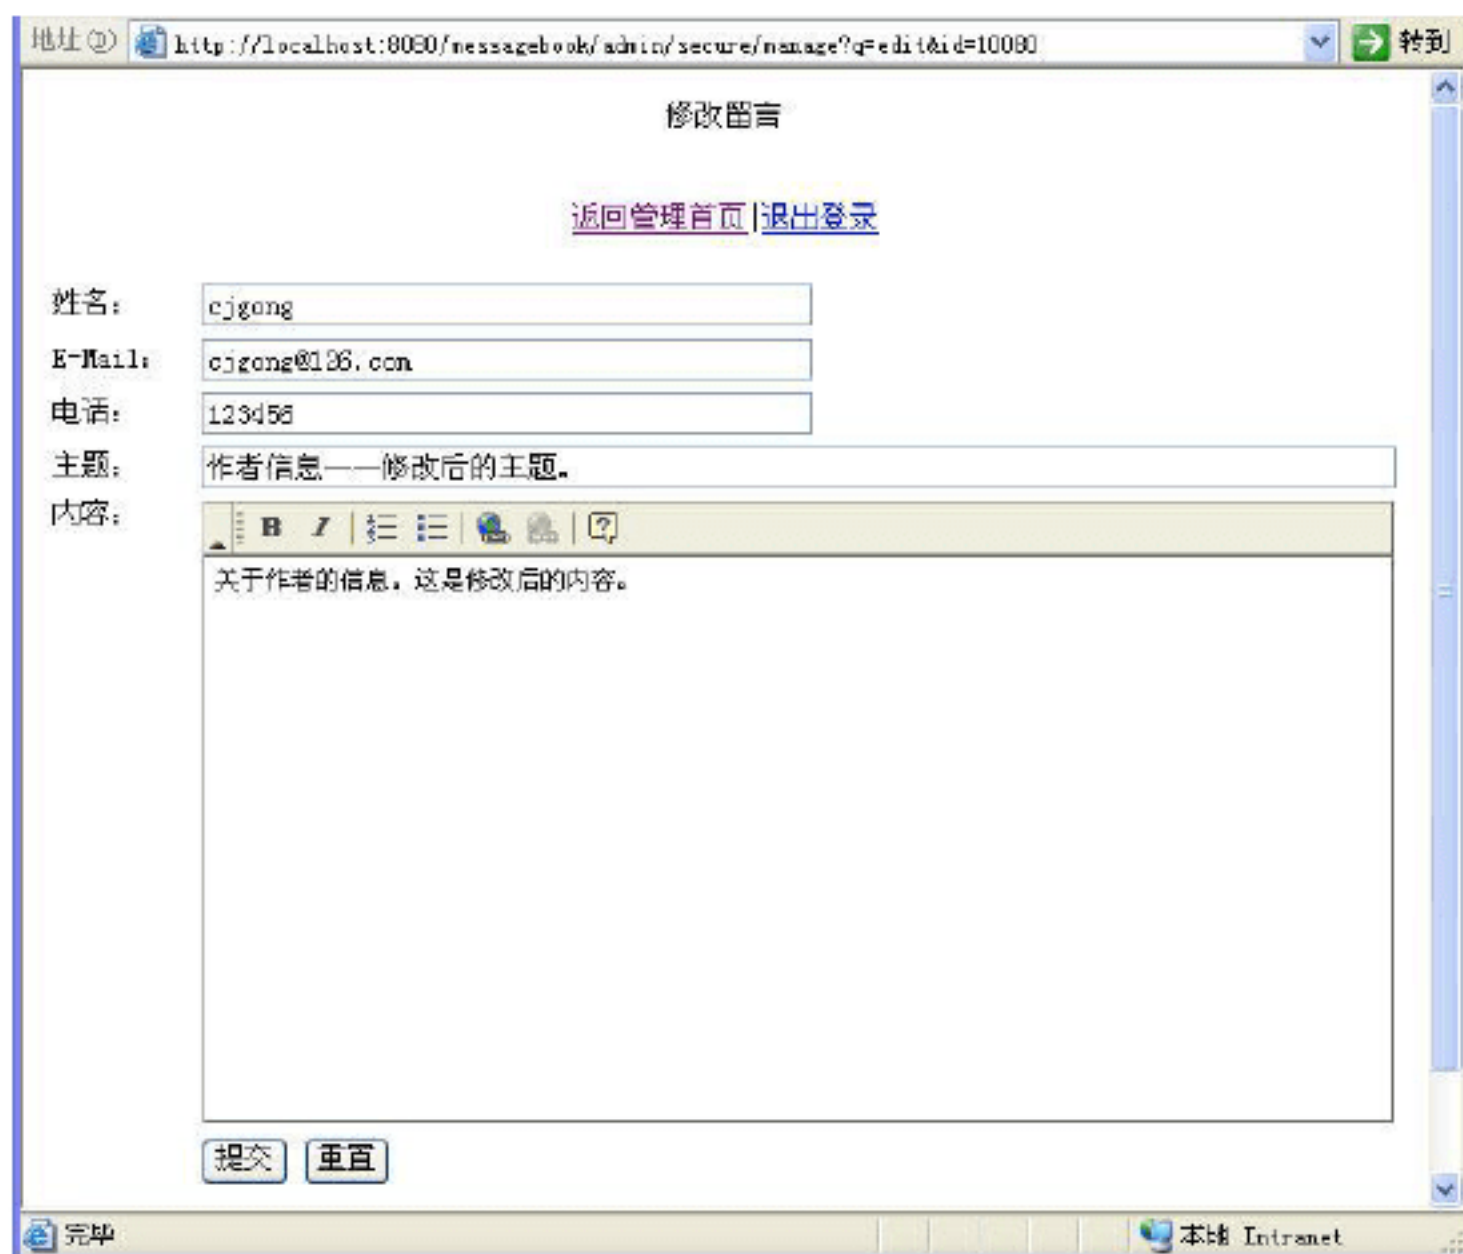 地址(D) http://localhost:8080/messagebook/admin/secure/manage?q=edit&id=10080 转到
修改留言
返回管理首页|退出登录
姓名: cjgong
E-Mail: cjgong@126.com
电话: 123456
主题: 作者信息——修改后的主题。
内容:
B I
关于作者的信息。这是修改后的内容。
提交 重置
完毕 本地 Intranet